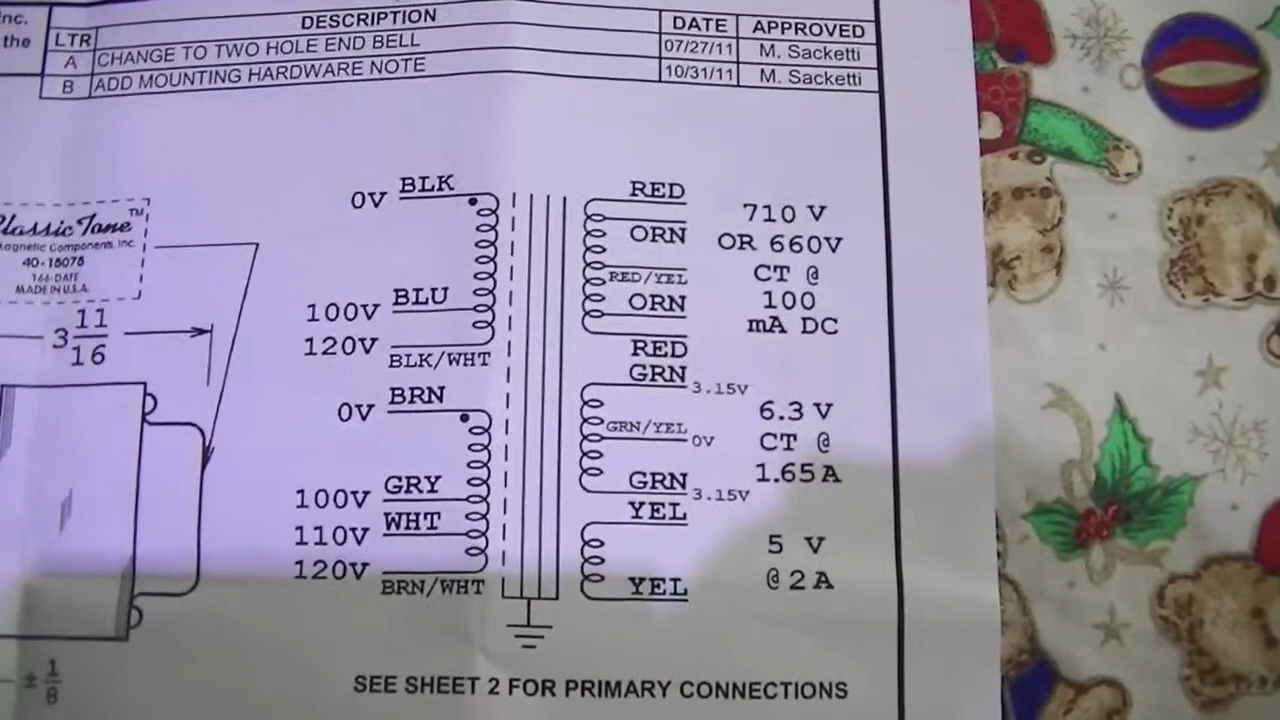 inc.
the
DESCRIPTION
DATE
APPROVED
LTR
A CHANGE TO TWO HOLE END BELL 07/27/11 M. Sacketti
B ADD MOUNTING HARDWARE NOTE 10/31/11 M. Sacketti
Classic Tone™
Magnetic Components, Inc.
40-18078
166-DATE
MADE IN U.S.A.
3 11/16
± 1/8
0V BLK
100V BLU
120V BLK/WHT
0V BRN
100V GRY
110V WHT
120V BRN/WHT
RED
ORN
RED/YEL
ORN
RED
710 V
OR 660V
CT @
100
mA DC
GRN 3.15V
GRN/YEL 0V
GRN 3.15V
6.3 V
CT @
1.65A
YEL
YEL
5 V
@ 2A
SEE SHEET 2 FOR PRIMARY CONNECTIONS